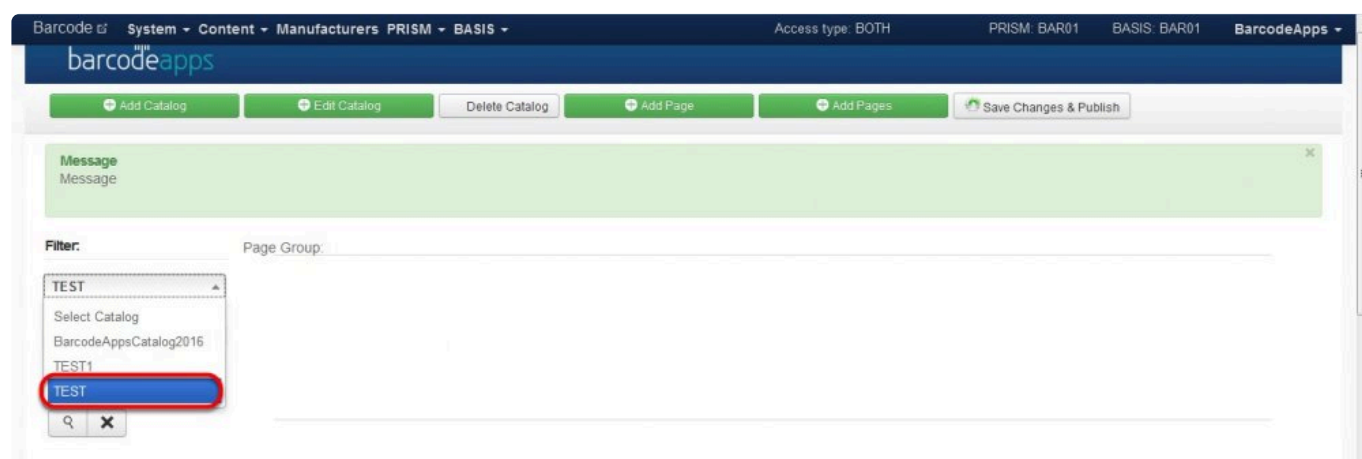 Barcode System Content Manufacturers PRISM BASIS Access type: BOTH PRISM: BAR01 BASIS: BAR01 BarcodeApps
barcodeapps
Add Catalog Edit Catalog Delete Catalog Add Page Add Pages Save Changes & Publish
Message
Message
Filter: Page Group:
TEST
Select Catalog
BarcodeAppsCatalog2016
TEST1
TEST